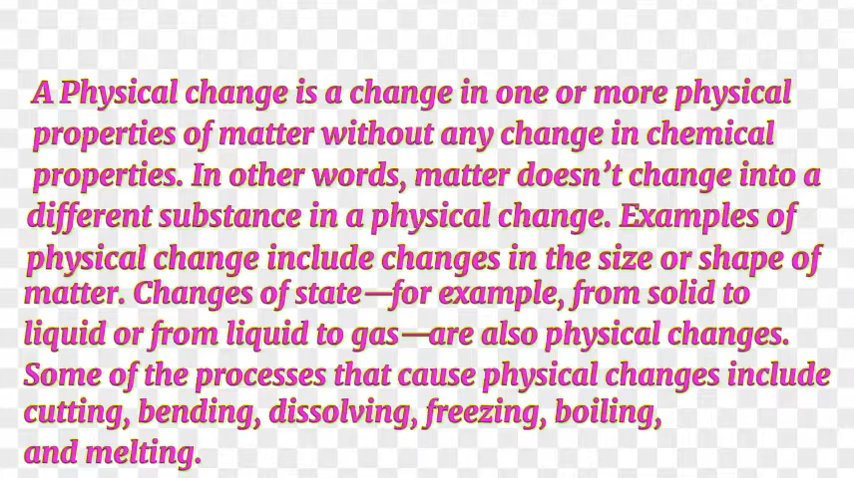 A Physical change is a change in one or more physical
properties of matter without any change in chemical
properties. In other words, matter doesn’t change into a
different substance in a physical change. Examples of
physical change include changes in the size or shape of
matter. Changes of state—for example, from solid to
liquid or from liquid to gas—are also physical changes.
Some of the processes that cause physical changes include
cutting, bending, dissolving, freezing, boiling,
and melting.